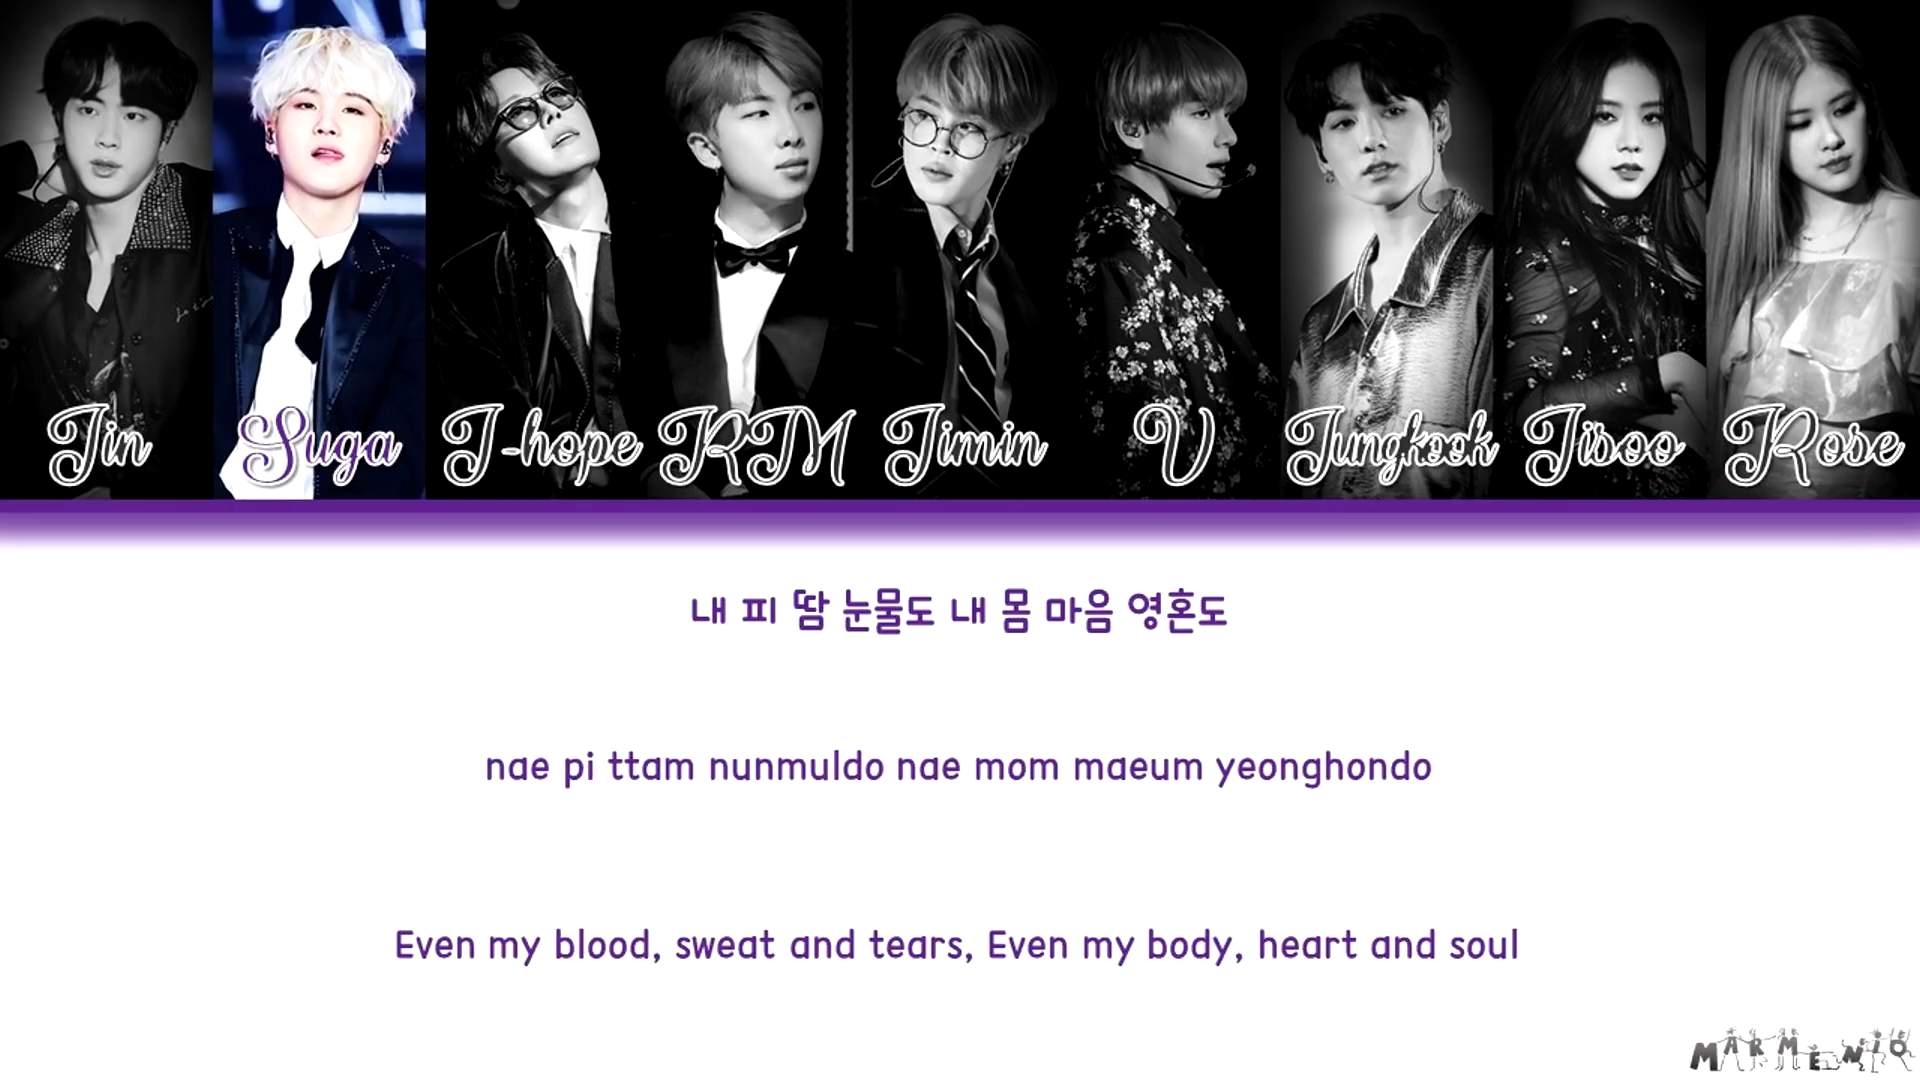 Jin Suga J-hope RM Jimin V Jungkook Jisoo Rose
내 피 땀 눈물도 내 몸 마음 영혼도
nae pi ttam nunmuldo nae mom maeum yeonghondo
Even my blood, sweat and tears, Even my body, heart and soul
MARMENIO